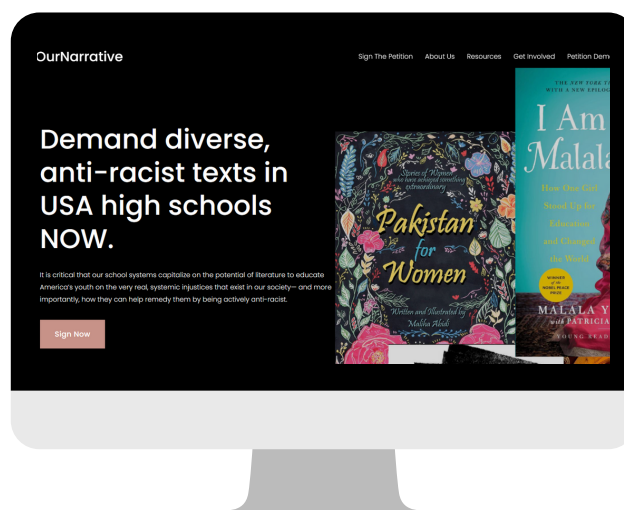 OurNarrative
Sign The Petition About Us Resources Get Involved Petition
Demand diverse,
anti-racist texts in
USA high schools
NOW.
It is critical that our school systems capitalize on the potential of literature to educate
America's youth on the very real, systemic injustices that exist in our society— and more
importantly, how they can help remedy them by being actively anti-racist.
Sign Now
Stories of Women
who have achieved something
extraordinary
Pakistan
for
Women
Written and Illustrated by
Maliha Abidi
THE NEW YORK
WITH A NEW
I Am
Malala
How One Girl
Stood Up for
Education
and Changed
the World
WINNER
of the
NOBEL PEACE
PRIZE
MALALA
with PATRICIA
YOUNG